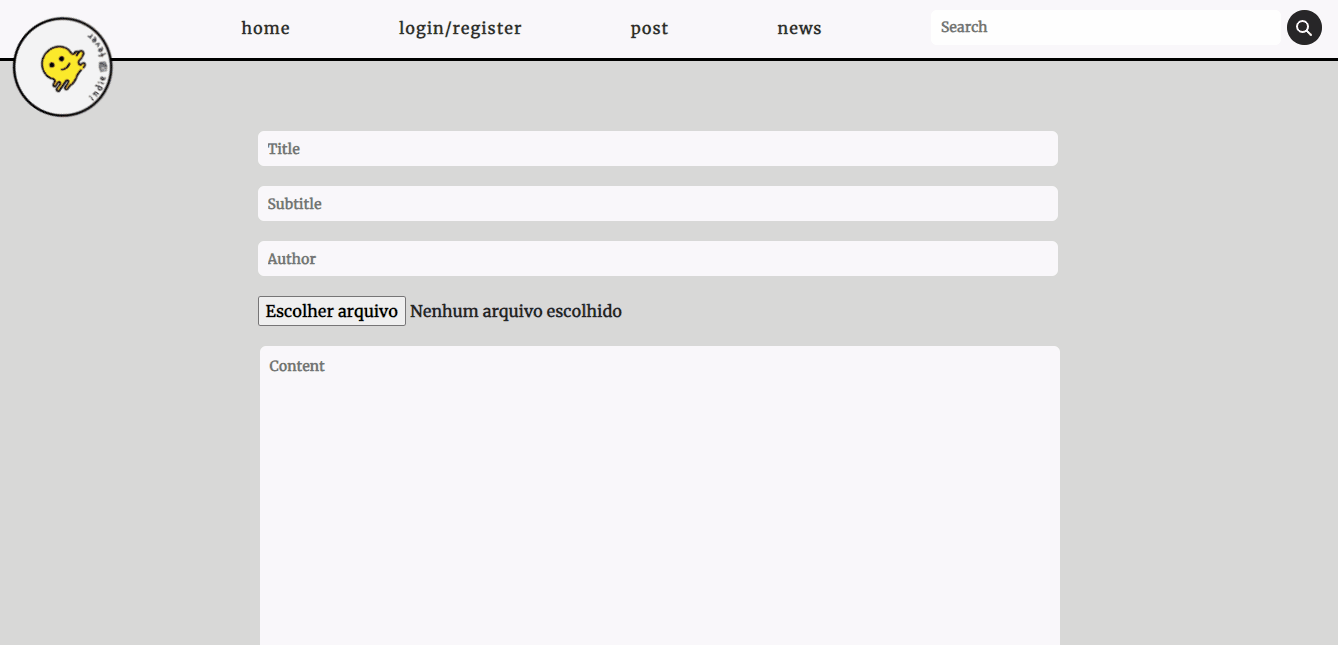 home login/register post news Search
indie fever
Title
Subtitle
Author
Escolher arquivo Nenhum arquivo escolhido
Content